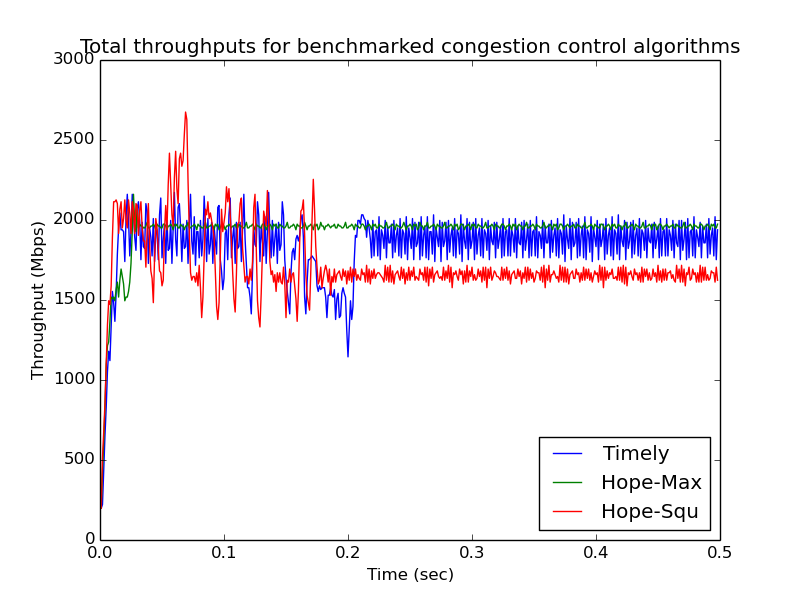 Total throughputs for benchmarked congestion control algorithms
3000
2500
2000
1500
1000
500
0
Throughput (Mbps)
0.0 0.1 0.2 0.3 0.4 0.5
Time (sec)
Timely
Hope-Max
Hope-Squ